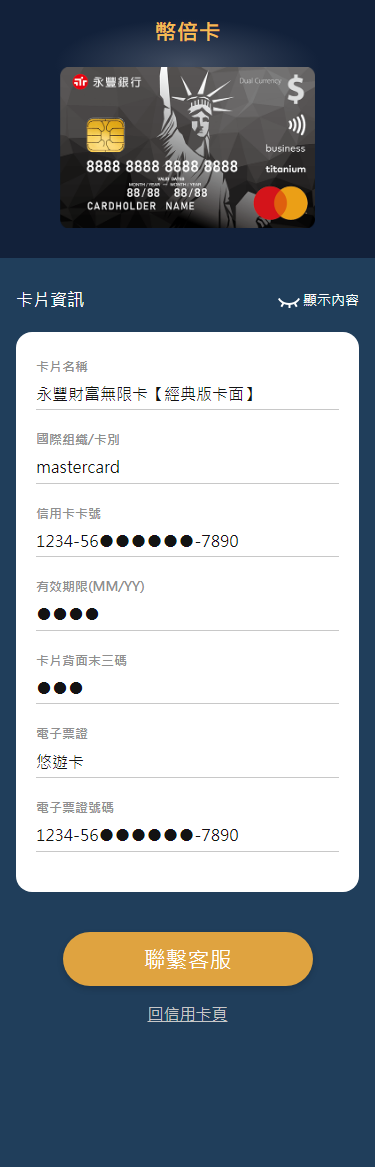 幣倍卡
永豐銀行
Dual Currency
$
business
8888 8888 8888 8888
titanium
VALID DATES
MONTH/YEAR MONTH/YEAR
88/88 88/88
CARDHOLDER NAME
卡片資訊
顯示內容
卡片名稱
永豐財富無限卡【經典版卡面】
國際組織/卡別
mastercard
信用卡卡號
1234-56●●●●●●-7890
有效期限(MM/YY)
●●●●
卡片背面末三碼
●●●
電子票證
悠遊卡
電子票證號碼
1234-56●●●●●●-7890
聯繫客服
回信用卡頁